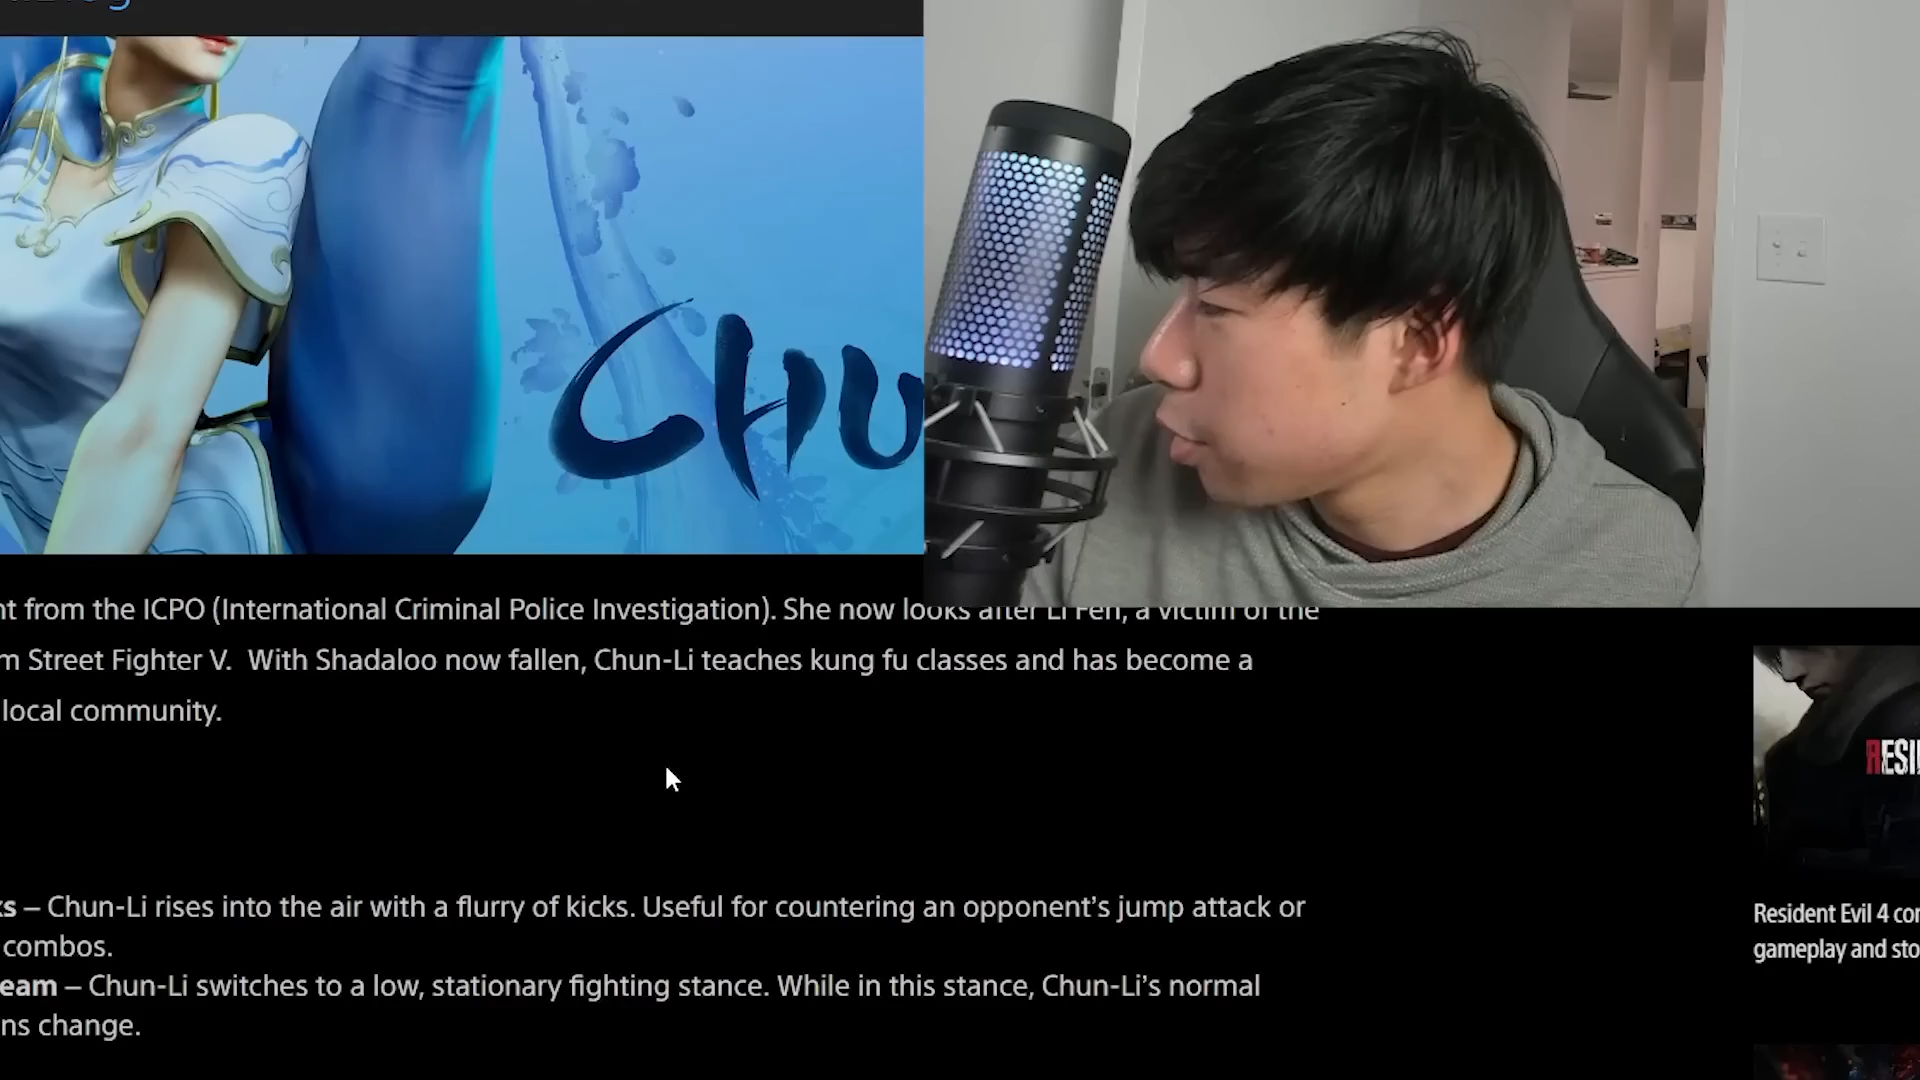 CHU
nt from the ICPO (International Criminal Police Investigation). She now looks after Li Fen, a victim of the
m Street Fighter V. With Shadaloo now fallen, Chun-Li teaches kung fu classes and has become a
local community.
ks – Chun-Li rises into the air with a flurry of kicks. Useful for countering an opponent's jump attack or
combos.
eam – Chun-Li switches to a low, stationary fighting stance. While in this stance, Chun-Li's normal
ns change.
RESI
Resident Evil 4 con
gameplay and sto